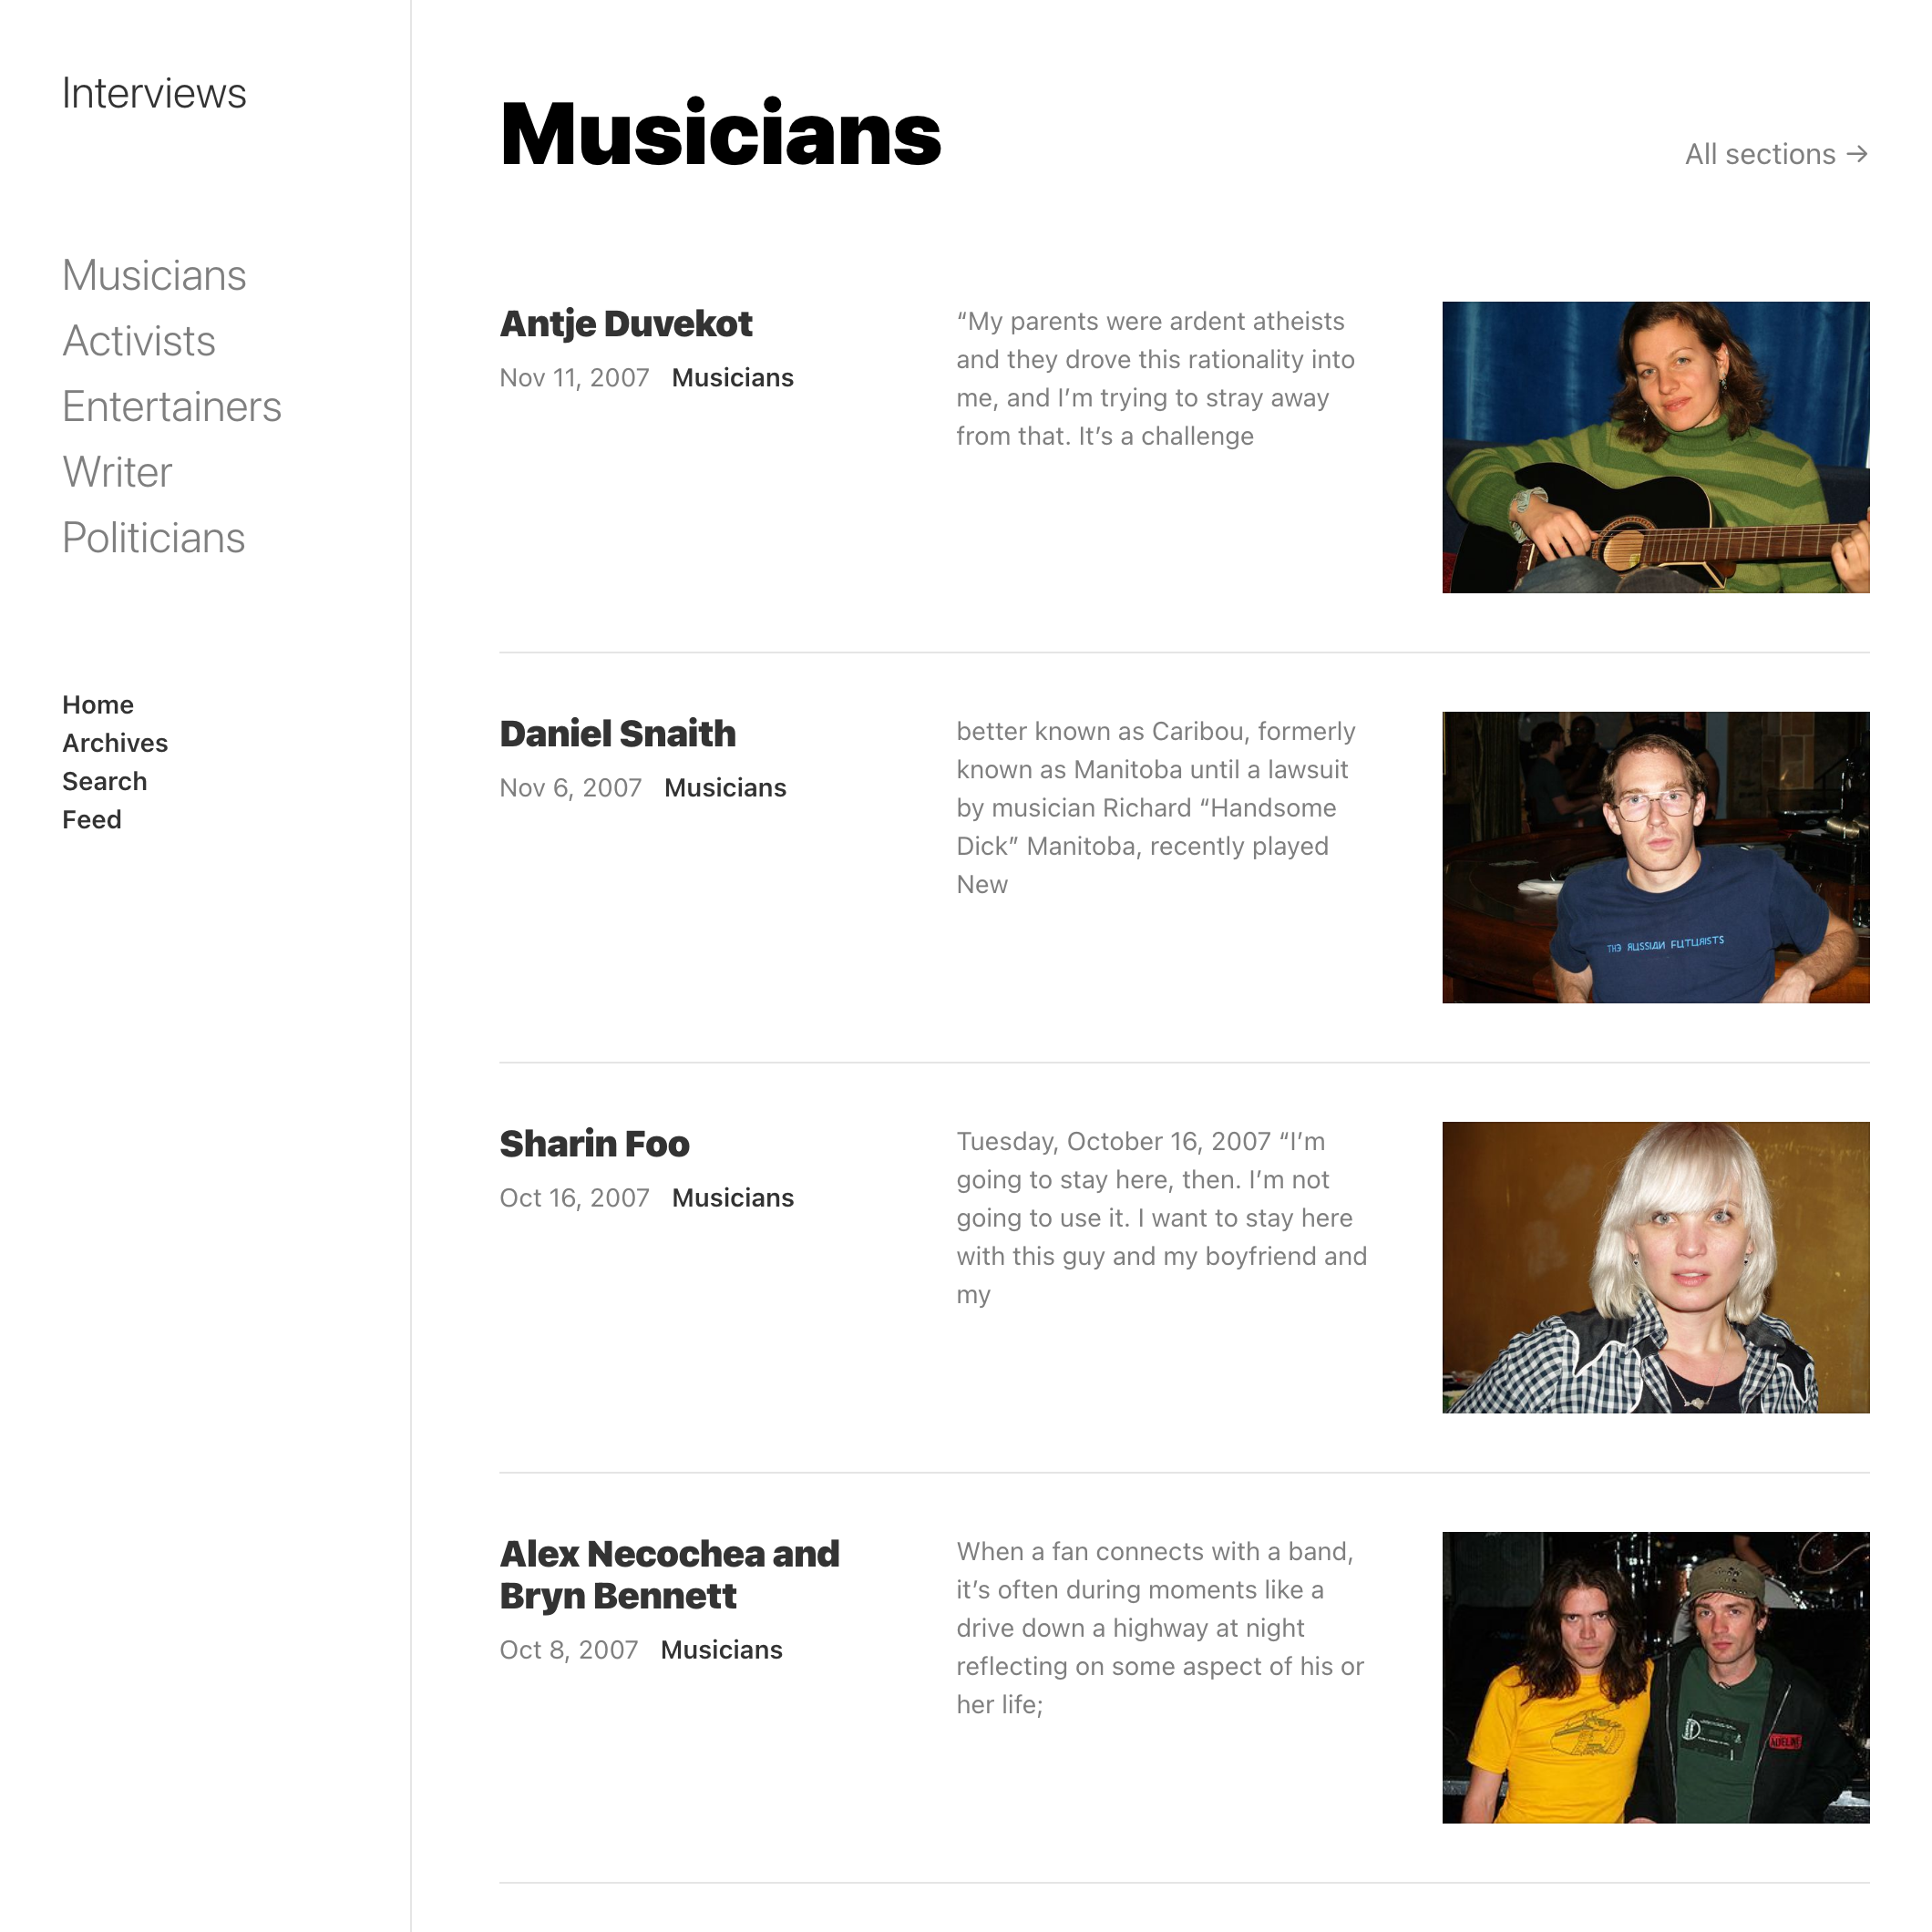 Interviews
Musicians
Activists
Entertainers
Writer
Politicians
Home
Archives
Search
Feed
Musicians
All sections →
Antje Duvekot
Nov 11, 2007 Musicians
“My parents were ardent atheists
and they drove this rationality into
me, and I’m trying to stray away
from that. It’s a challenge
Daniel Snaith
Nov 6, 2007 Musicians
better known as Caribou, formerly
known as Manitoba until a lawsuit
by musician Richard “Handsome
Dick” Manitoba, recently played
New
THE RUSSIAN FUTURISTS
Sharin Foo
Oct 16, 2007 Musicians
Tuesday, October 16, 2007 “I’m
going to stay here, then. I’m not
going to use it. I want to stay here
with this guy and my boyfriend and
my
Alex Necochea and
Bryn Bennett
Oct 8, 2007 Musicians
When a fan connects with a band,
it’s often during moments like a
drive down a highway at night
reflecting on some aspect of his or
her life;